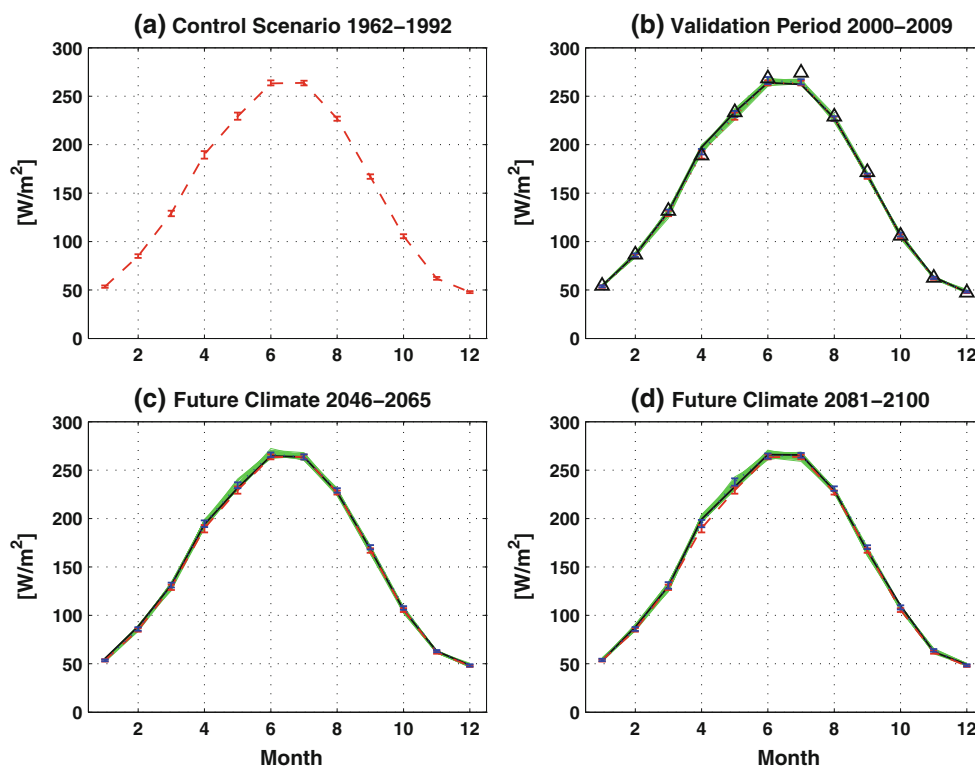 (a) Control Scenario 1962–1992
300
250
200
150
100
50
0
[W/m²]
2 4 6 8 10 12
(b) Validation Period 2000–2009
300
250
200
150
100
50
0
[W/m²]
2 4 6 8 10 12
(c) Future Climate 2046–2065
300
250
200
150
100
50
0
[W/m²]
2 4 6 8 10 12
Month
(d) Future Climate 2081–2100
300
250
200
150
100
50
0
[W/m²]
2 4 6 8 10 12
Month